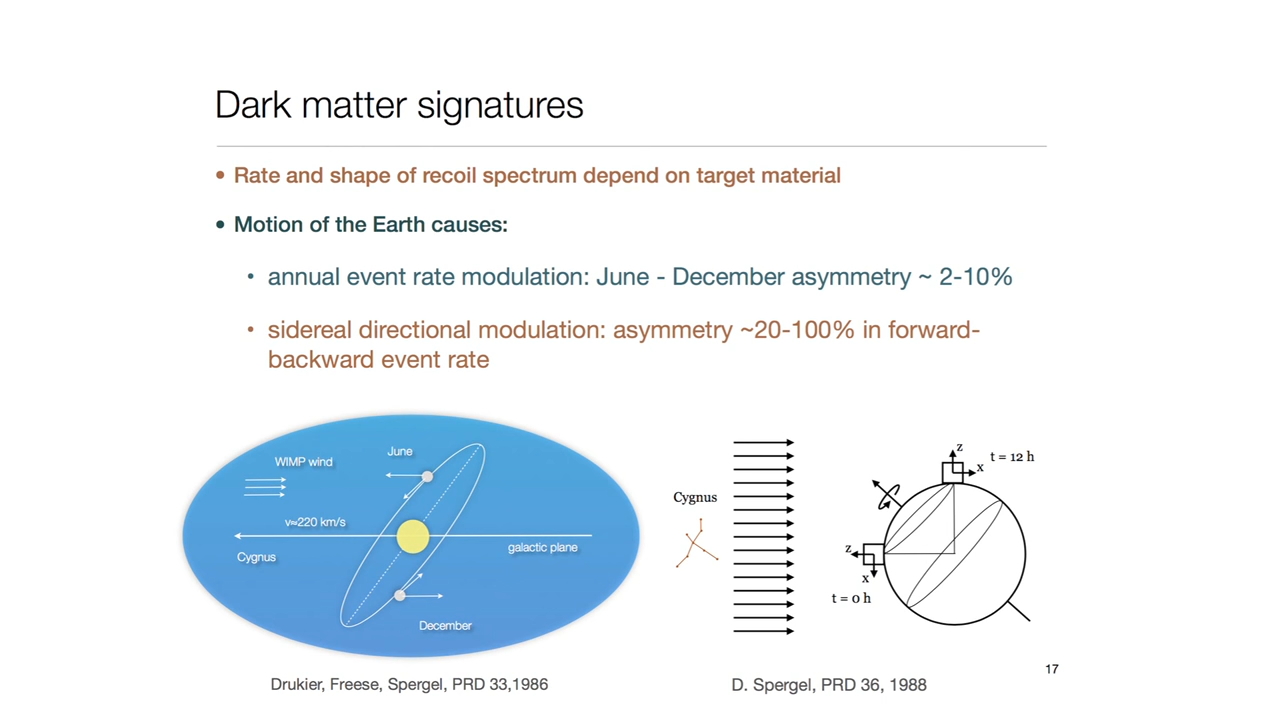 Dark matter signatures
• Rate and shape of recoil spectrum depend on target material
• Motion of the Earth causes:
• annual event rate modulation: June - December asymmetry ~ 2-10%
• sidereal directional modulation: asymmetry ~20-100% in forward-
backward event rate
June
WIMP wind
v≈220 km/s
Cygnus
galactic plane
December
Drukier, Freese, Spergel, PRD 33,1986
Cygnus
z
x
t = 12 h
z
x
t = 0 h
D. Spergel, PRD 36, 1988
17